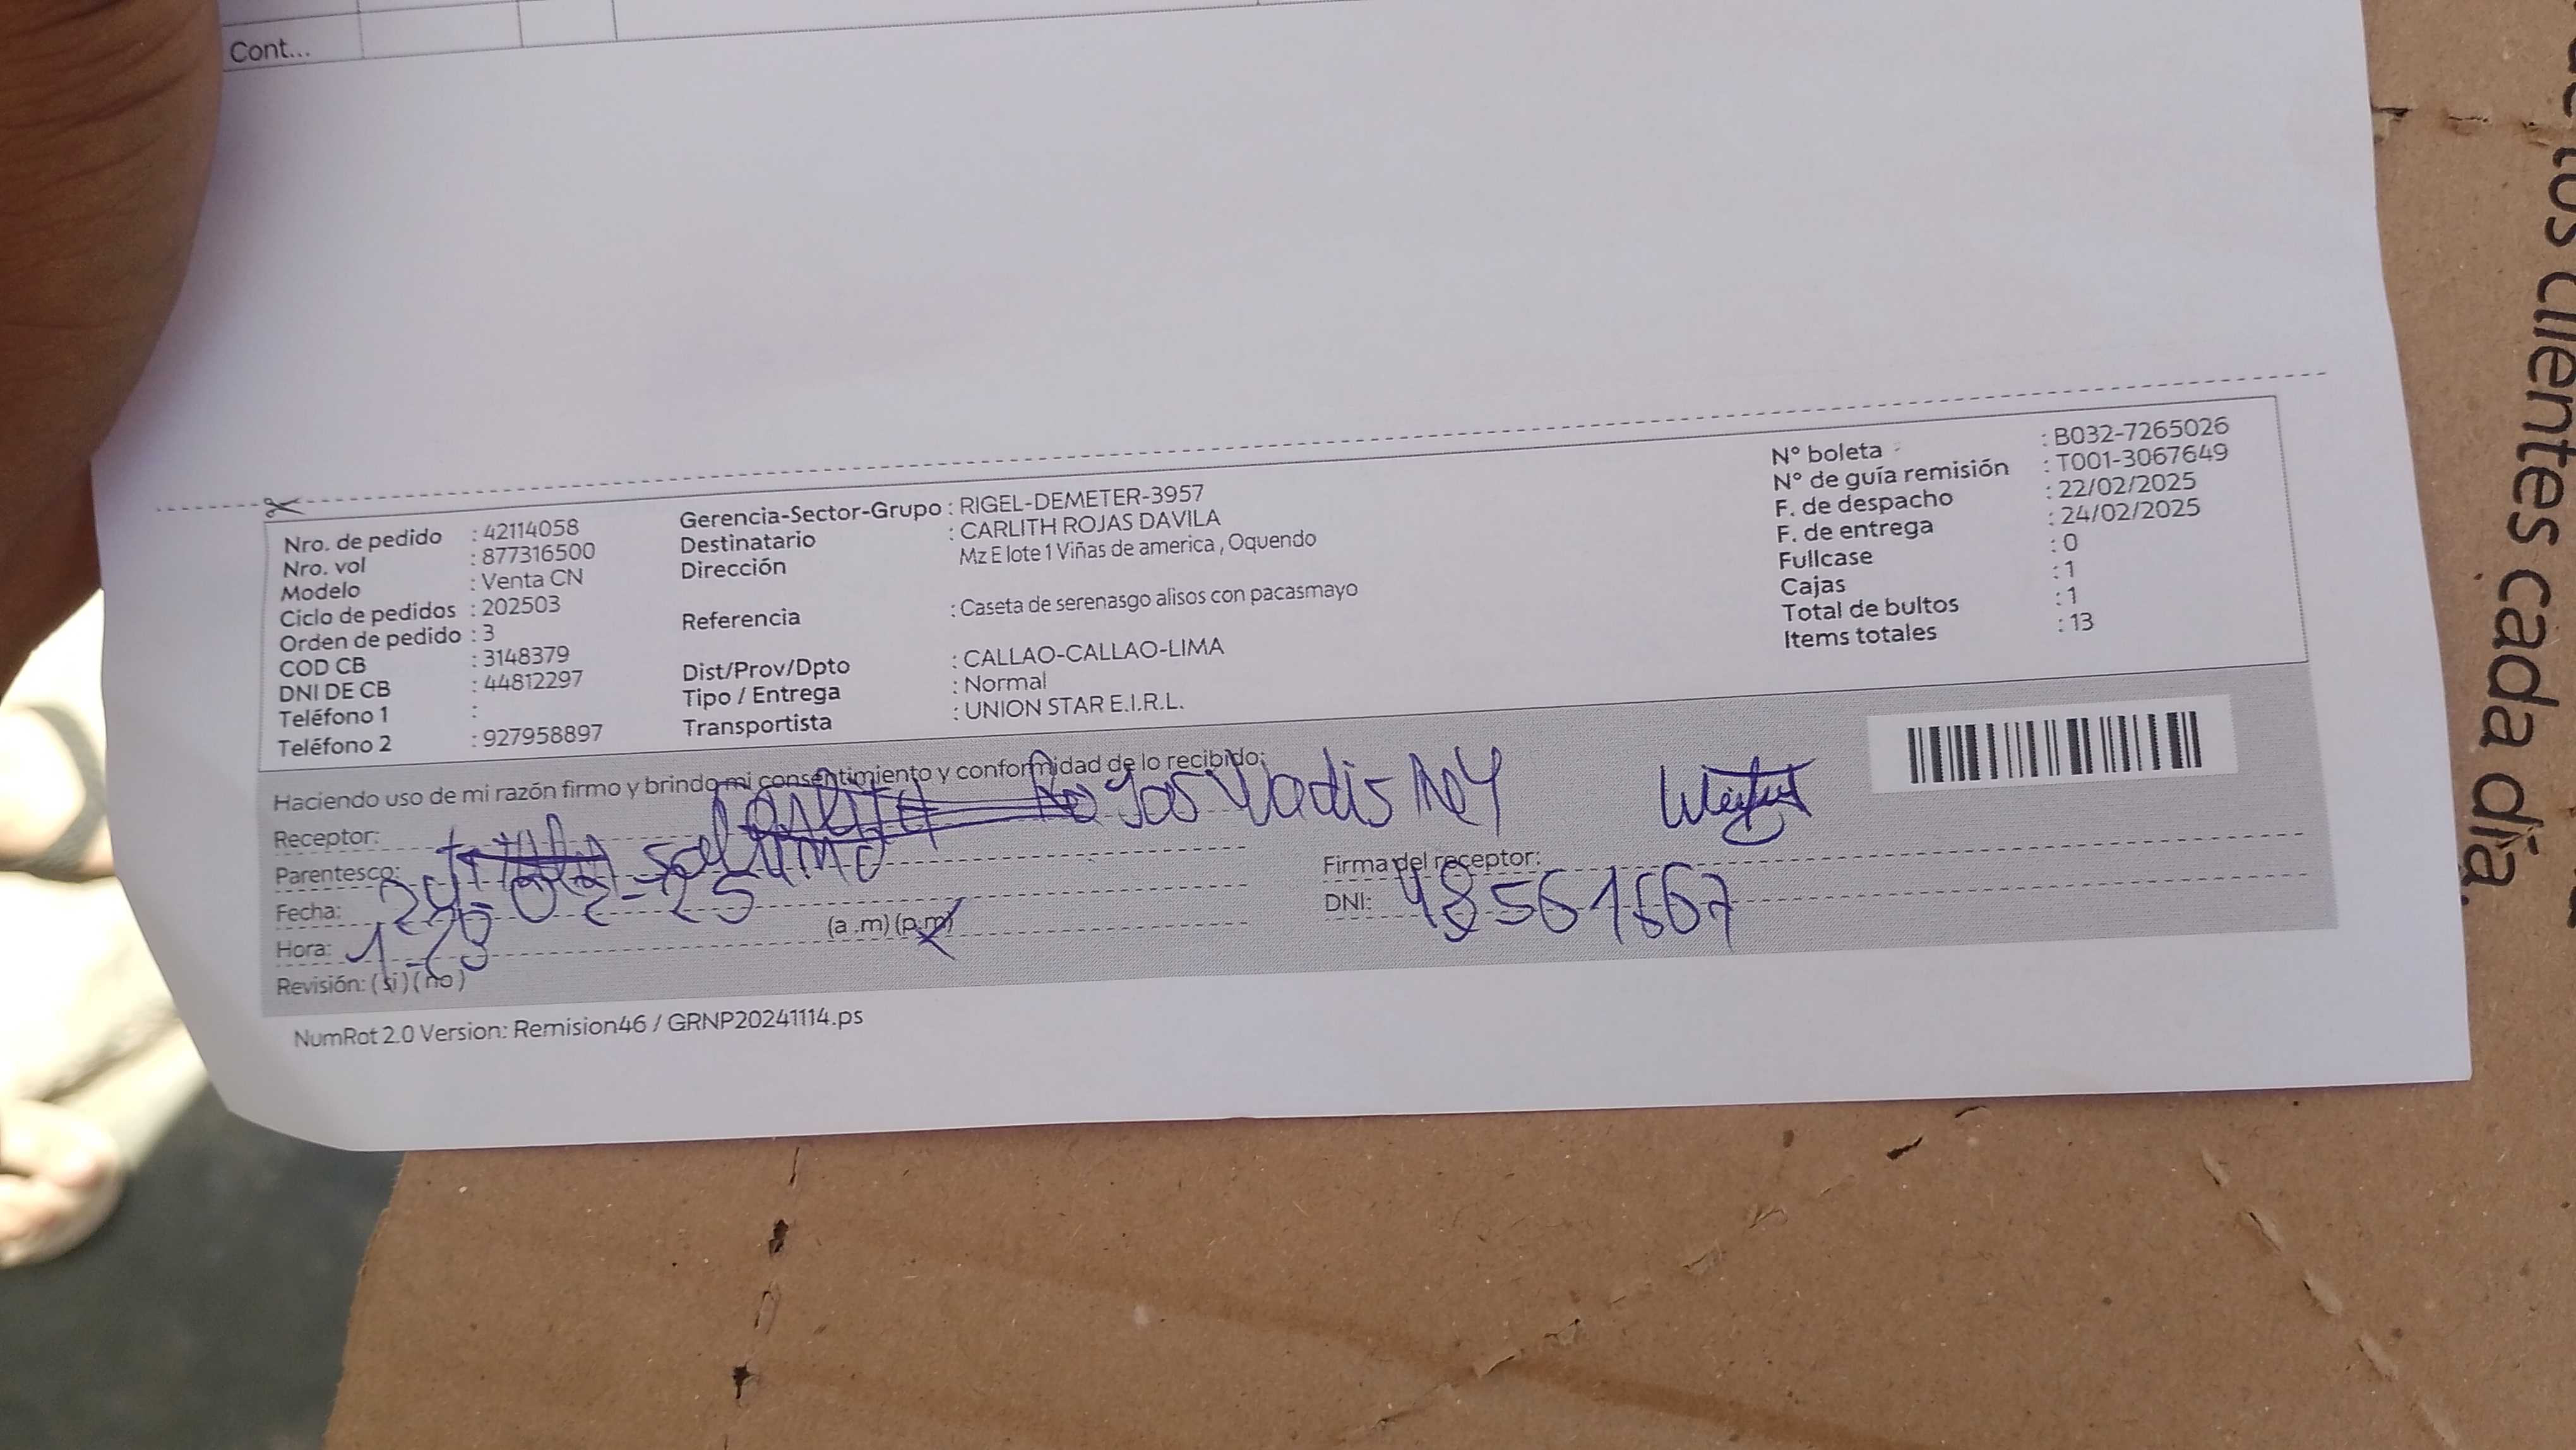 Cont...
Nro. de pedido : 42114058
Nro. vol : 877316500
Modelo : Venta CN
Ciclo de pedidos : 202503
Orden de pedido : 3
COD CB : 3148379
DNI DE CB : 44812297
Teléfono 1 :
Teléfono 2 : 927958897
Gerencia-Sector-Grupo : RIGEL-DEMETER-3957
Destinatario : CARLITH ROJAS DAVILA
Dirección Mz E lote 1 Viñas de america , Oquendo
Referencia : Caseta de serenasgo alisos con pacasmayo
Dist/Prov/Dpto : CALLAO-CALLAO-LIMA
Tipo / Entrega : Normal
Transportista : UNION STAR E.I.R.L.
N° boleta : B032-7265026
N° de guía remisión : T001-3067649
F. de despacho : 22/02/2025
F. de entrega : 24/02/2025
Fullcase : 0
Cajas : 1
Total de bultos : 1
Items totales : 13
Haciendo uso de mi razón firmo y brindo mi consentimiento y conformidad de lo recibido:
Receptor:
Parentesco:
Fecha: 24-02-25
Hora: (a .m) (p.m)
Revisión: ( si ) ( no )
Firma del receptor:
DNI: 48561667
NumRot 2.0 Version: Remision46 / GRNP20241114.ps
clientes cada día.